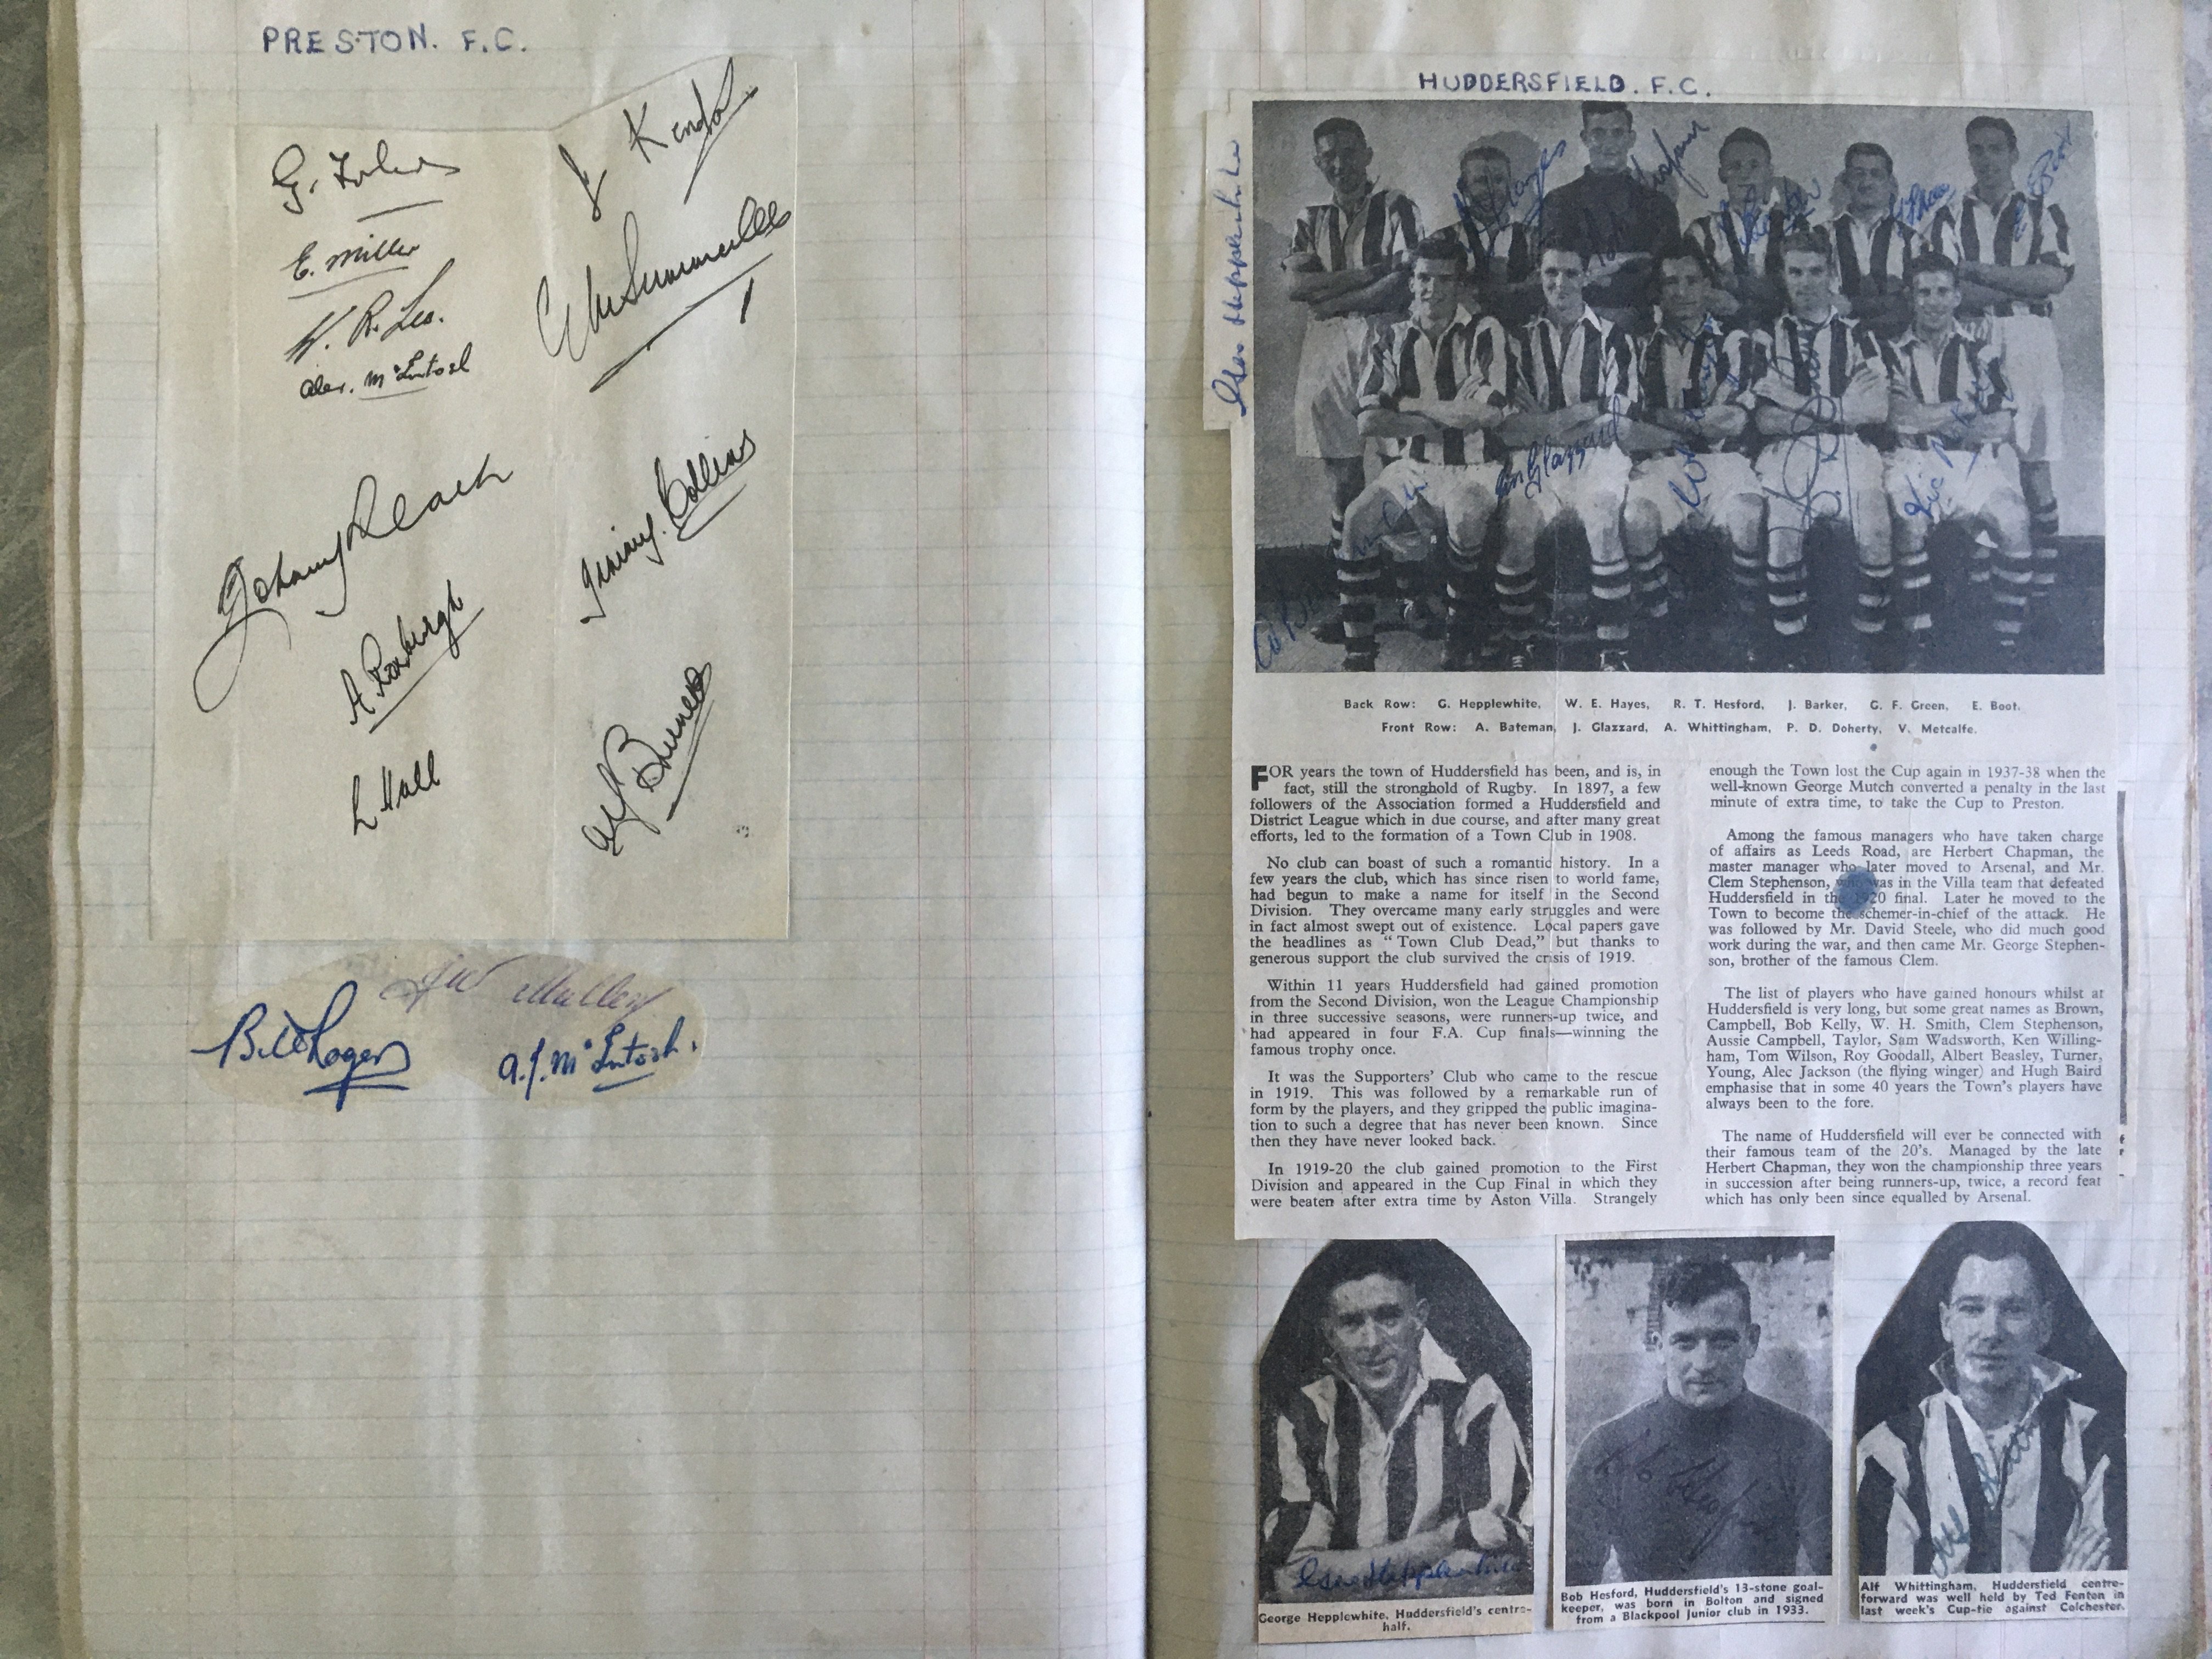 PRESTON. F.C.
E. Miller
Alex. McIntosh
Johnny
A Roxburgh
L Hall
J Kendal
Jimmy. Collins
Alf
Bill Rogers
A.J. McIntosh.
HUDDERSFIELD. F.C.
Hepplewhite
Hayes
Glazzard
Vic Metcalfe
Back Row: G. Hepplewhite, W. E. Hayes, R. T. Hesford, J. Barker, G. F. Green, E. Boot.
Front Row: A. Bateman, J. Glazzard, A. Whittingham, P. D. Doherty, V. Metcalfe.
FOR years the town of Huddersfield has been, and is, in
fact, still the stronghold of Rugby. In 1897, a few
followers of the Association formed a Huddersfield and
District League which in due course, and after many great
efforts, led to the formation of a Town Club in 1908.
No club can boast of such a romantic history. In a
few years the club, which has since risen to world fame,
had begun to make a name for itself in the Second
Division. They overcame many early struggles and were
in fact almost swept out of existence. Local papers gave
the headlines as "Town Club Dead," but thanks to
generous support the club survived the crisis of 1919.
Within 11 years Huddersfield had gained promotion
from the Second Division, won the League Championship
in three successive seasons, were runners-up twice, and
had appeared in four F.A. Cup finals—winning the
famous trophy once.
It was the Supporters' Club who came to the rescue
in 1919. This was followed by a remarkable run of
form by the players, and they gripped the public imagina-
tion to such a degree that has never been known. Since
then they have never looked back.
In 1919-20 the club gained promotion to the First
Division and appeared in the Cup Final in which they
were beaten after extra time by Aston Villa. Strangely
enough the Town lost the Cup again in 1937-38 when the
well-known George Mutch converted a penalty in the last
minute of extra time, to take the Cup to Preston.
Among the famous managers who have taken charge
of affairs as Leeds Road, are Herbert Chapman, the
master manager who later moved to Arsenal, and Mr.
Clem Stephenson, who was in the Villa team that defeated
Huddersfield in the 1920 final. Later he moved to the
Town to become the schemer-in-chief of the attack. He
was followed by Mr. David Steele, who did much good
work during the war, and then came Mr. George Stephen-
son, brother of the famous Clem.
The list of players who have gained honours whilst at
Huddersfield is very long, but some great names as Brown,
Campbell, Bob Kelly, W. H. Smith, Clem Stephenson,
Aussie Campbell, Taylor, Sam Wadsworth, Ken Willing-
ham, Tom Wilson, Roy Goodall, Albert Beasley, Turner,
Young, Alec Jackson (the flying winger) and Hugh Baird
emphasise that in some 40 years the Town's players have
always been to the fore.
The name of Huddersfield will ever be connected with
their famous team of the 20's. Managed by the late
Herbert Chapman, they won the championship three years
in succession after being runners-up, twice, a record feat
which has only been since equalled by Arsenal.
Geo Hepplewhite
George Hepplewhite, Huddersfield's centre-
half.
Bob Hesford
Bob Hesford, Huddersfield's 13-stone goal-
keeper, was born in Bolton and signed
from a Blackpool Junior club in 1933.
Alf Whittingham, Huddersfield centre-
forward was well held by Ted Fenton in
last week's Cup-tie against Colchester.